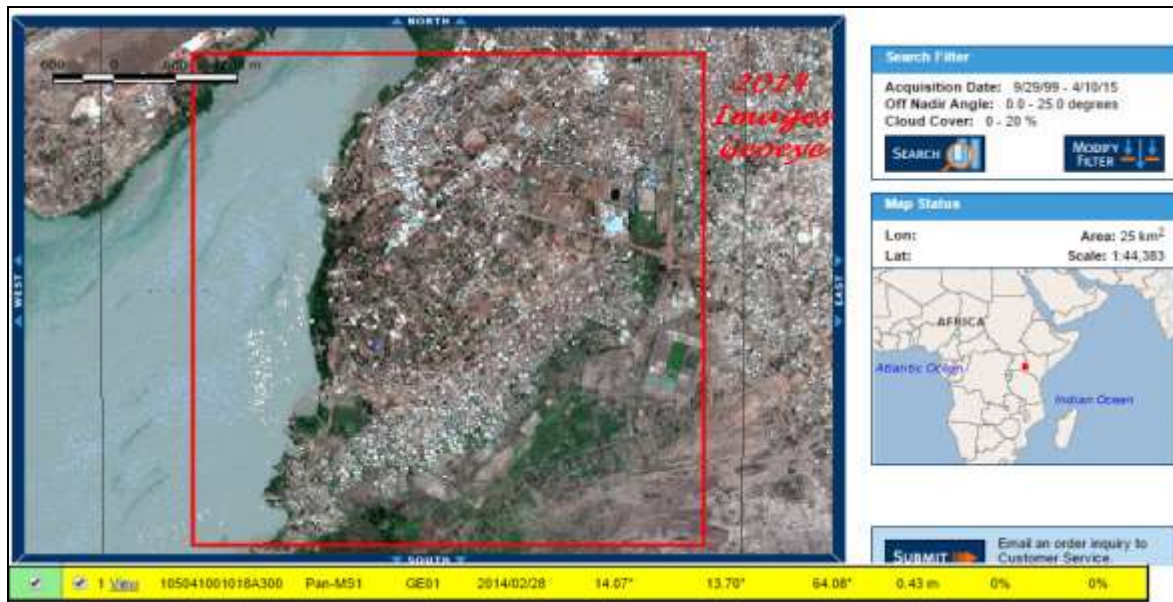 NORTH
2014
Images
Geoeye
WEST
EAST
SOUTH
Search Filter
Acquisition Date: 9/29/99 - 4/10/15
Off Nadir Angle: 0.0 - 25.0 degrees
Cloud Cover: 0 - 20 %
SEARCH
MODIFY
FILTER
Map Status
Lon:
Area: 25 km2
Lat:
Scale: 1:44,383
AFRICA
Atlantic Ocean
Indian Ocean
SUBMIT
Email an order inquiry to
Customer Service.
1 View 105041001018A300 Pan-MS1 GE01 2014/02/28 14.07° 13.70° 64.08° 0.43 m 0% 0%